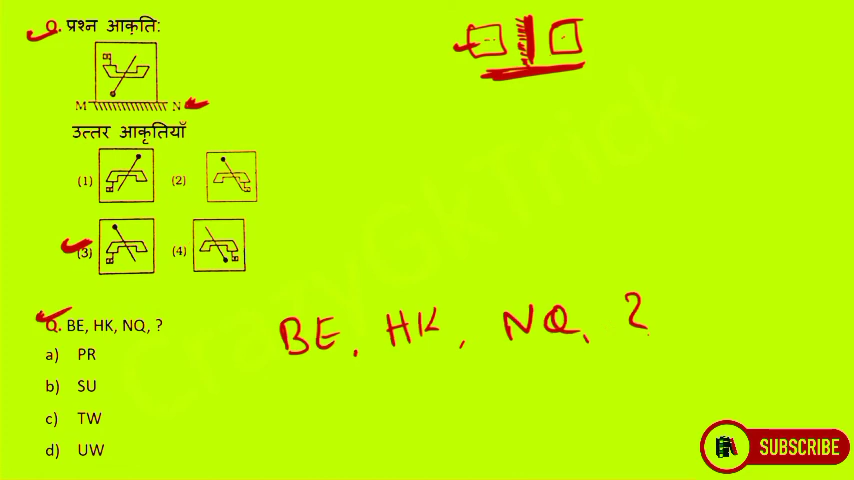 Q. प्रश्न आकृति:
M N
उत्तर आकृतियाँ
(1) (2)
(3) (4)
Q. BE, HK, NQ, ?
BE, HK, NQ, ?
a) PR
b) SU
c) TW
d) UW
CrazyGkTrick
SUBSCRIBE